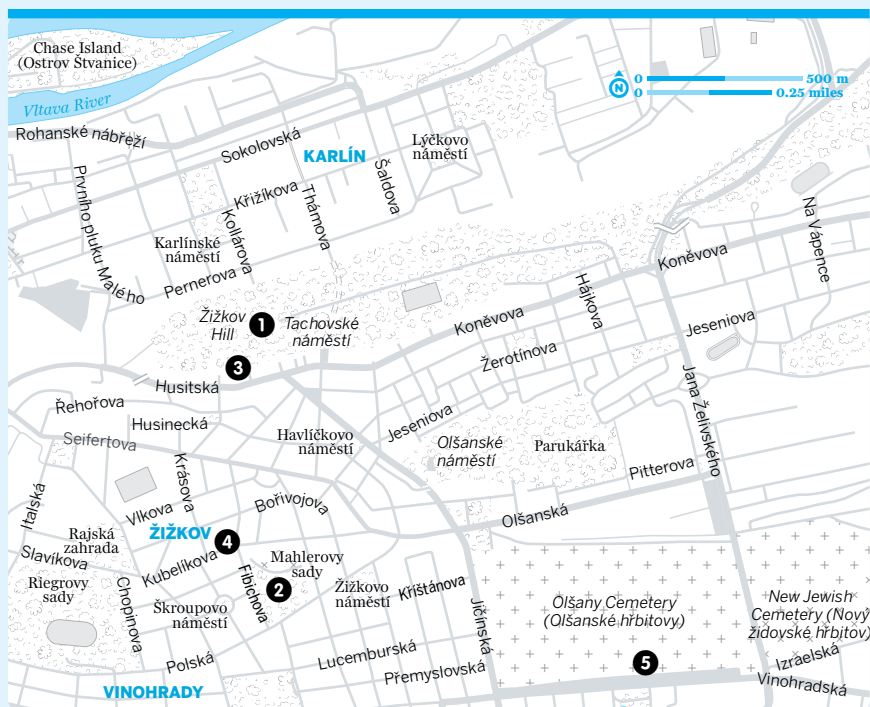 Chase Island
(Ostrov Štvanice)
Vltava River
0 500 m
N
0 0.25 miles
Rohanské nábřeží
Sokolovská
KARLÍN
Lýčkovo
náměstí
Šaldova
Prvního pluku Malého
Křižíkova
Thámova
Kollárova
Karlínské
náměstí
Pernerova
Na Vápence
Koněvova
Hájkova
Žižkov
Hill
1
Tachovské
náměstí
Koněvova
Jeseniova
Žerotínova
3
Husitská
Jana Želivského
Řehořova
Husinecká
Jeseniova
Seifertova
Havlíčkovo
náměstí
Olšanské
náměstí
Parukářka
Pitterova
Krásova
Italská
Vlkova
Bořivojova
Olšanská
Rajská
zahrada
ŽIŽKOV
4
Slavíkova
Kubelíkova
Mahlerovy
sady
Riegrovy
sady
Chopinova
Fibichova
2
Žižkovo
náměstí
Křišťanova
Škroupovo
náměstí
Jičínská
Olšany Cemetery
(Olšanské hřbitovy)
New Jewish
Cemetery (Nový
židovské hřbitov)
Polská
Lucemburská
Přemyslovská
5
Izraelská
Vinohradská
VINOHRADY